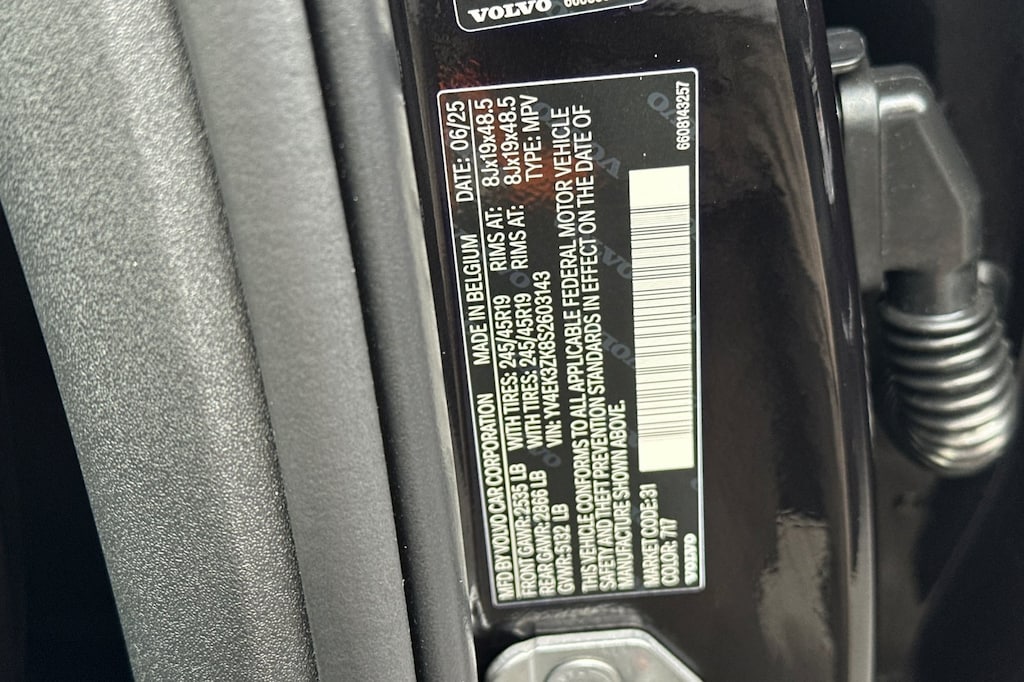 VOLVO
MFD BY VOLVO CAR CORPORATION MADE IN BELGIUM DATE: 06/25
FRONT GAWR: 2535 LB WITH TIRES: 245/45R19 RIMS AT: 8Jx19x48.5
REAR GAWR: 2866 LB WITH TIRES: 245/45R19 RIMS AT: 8Jx19x48.5
GVWR: 5132 LB VIN: YV4EK3ZK8S2603143 TYPE: MPV
THIS VEHICLE CONFORMS TO ALL APPLICABLE FEDERAL MOTOR VEHICLE
SAFETY AND THEFT PREVENTION STANDARDS IN EFFECT ON THE DATE OF
MANUFACTURE SHOWN ABOVE.
MARKET CODE: 31
COLOR: 717
VOLVO
6608143257